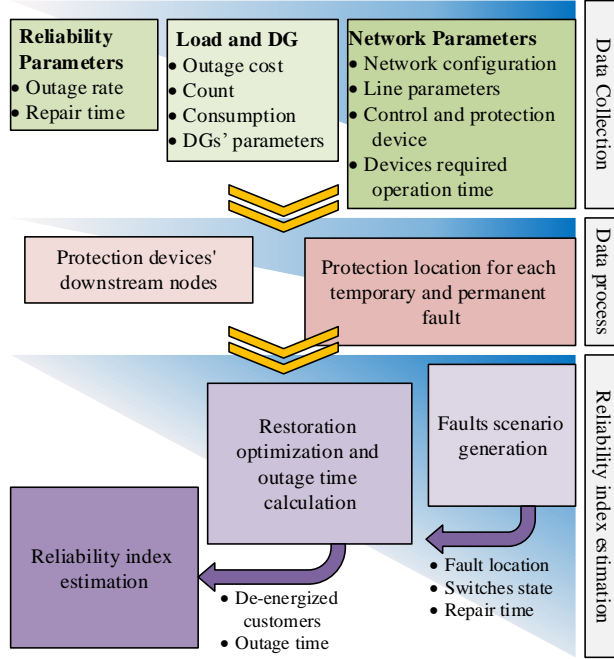 Reliability
Parameters
• Outage rate
• Repair time
Load and DG
• Outage cost
• Count
• Consumption
• DGs' parameters
Network Parameters
• Network configuration
• Line parameters
• Control and protection
device
• Devices required
operation time
Data Collection
Protection devices'
downstream nodes
Protection location for each
temporary and permanent
fault
Data process
Restoration
optimization and
outage time
calculation
Faults scenario
generation
Reliability index
estimation
• Fault location
• Switches state
• Repair time
• De-energized
customers
• Outage time
Reliability index estimation